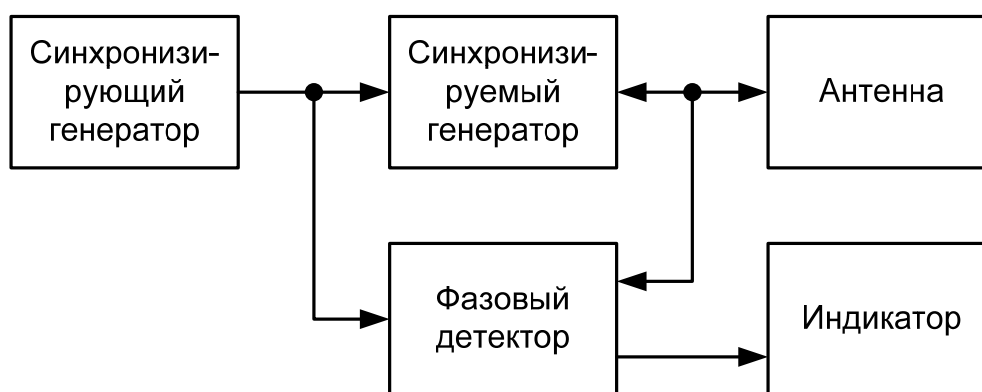 Синхронизи-
рующий
генератор
Синхронизи-
руемый
генератор
Антенна
Фазовый
детектор
Индикатор